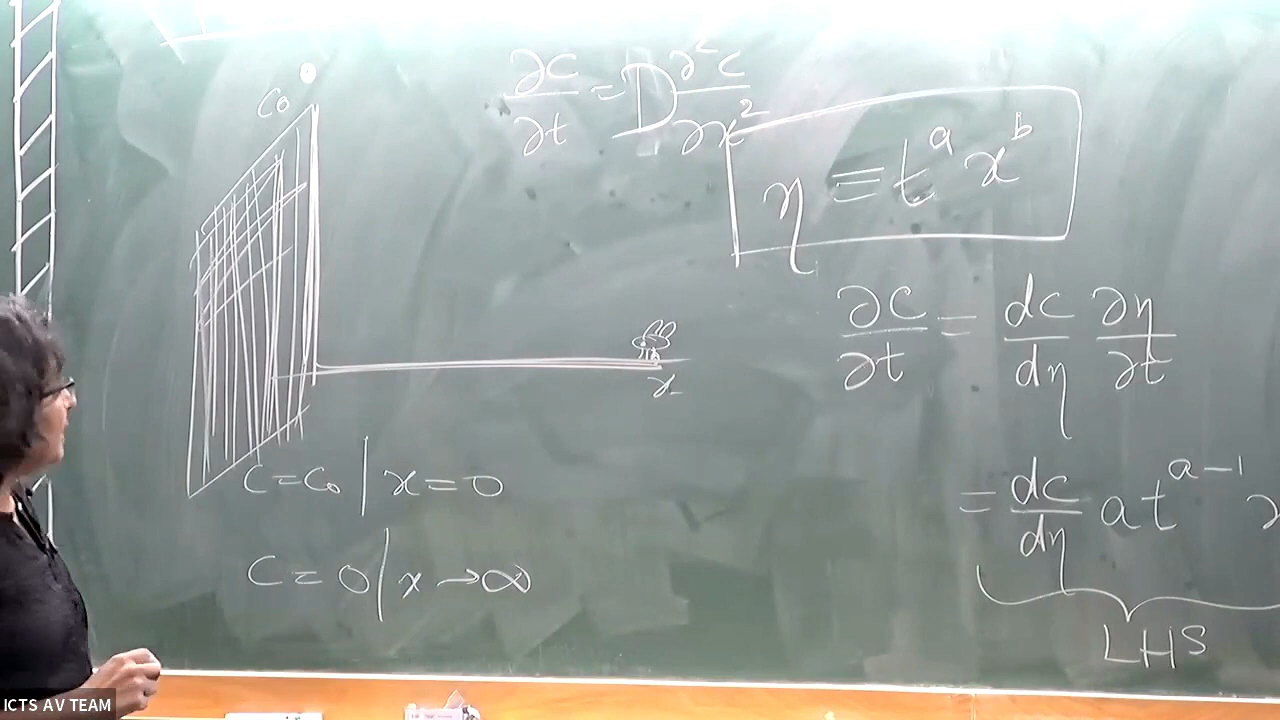 C₀
∂C/∂t = D ∂²C/∂x²
η ≡ t^a x^b
x
C=C₀ | x=0
C=0 | x→∞
∂C/∂t = dC/dη ∂η/∂t
= dC/dη a t^(a-1) x
LHS
ICTS AV TEAM